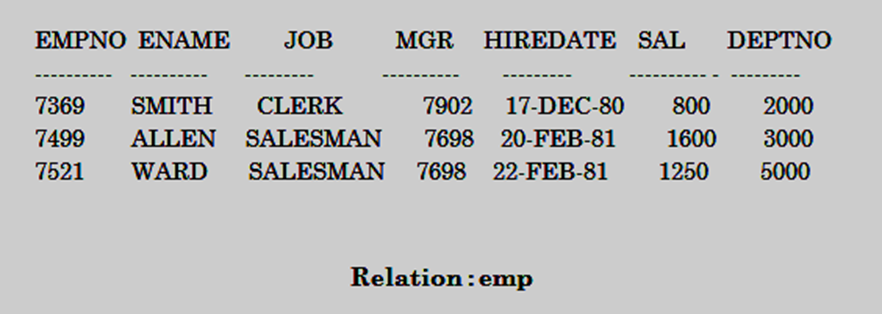 EMPNO ENAME JOB MGR HIREDATE SAL DEPTNO
---------- ---------- --------- ---------- --------- ---------- - ---------
7369 SMITH CLERK 7902 17-DEC-80 800 2000
7499 ALLEN SALESMAN 7698 20-FEB-81 1600 3000
7521 WARD SALESMAN 7698 22-FEB-81 1250 5000
Relation:emp